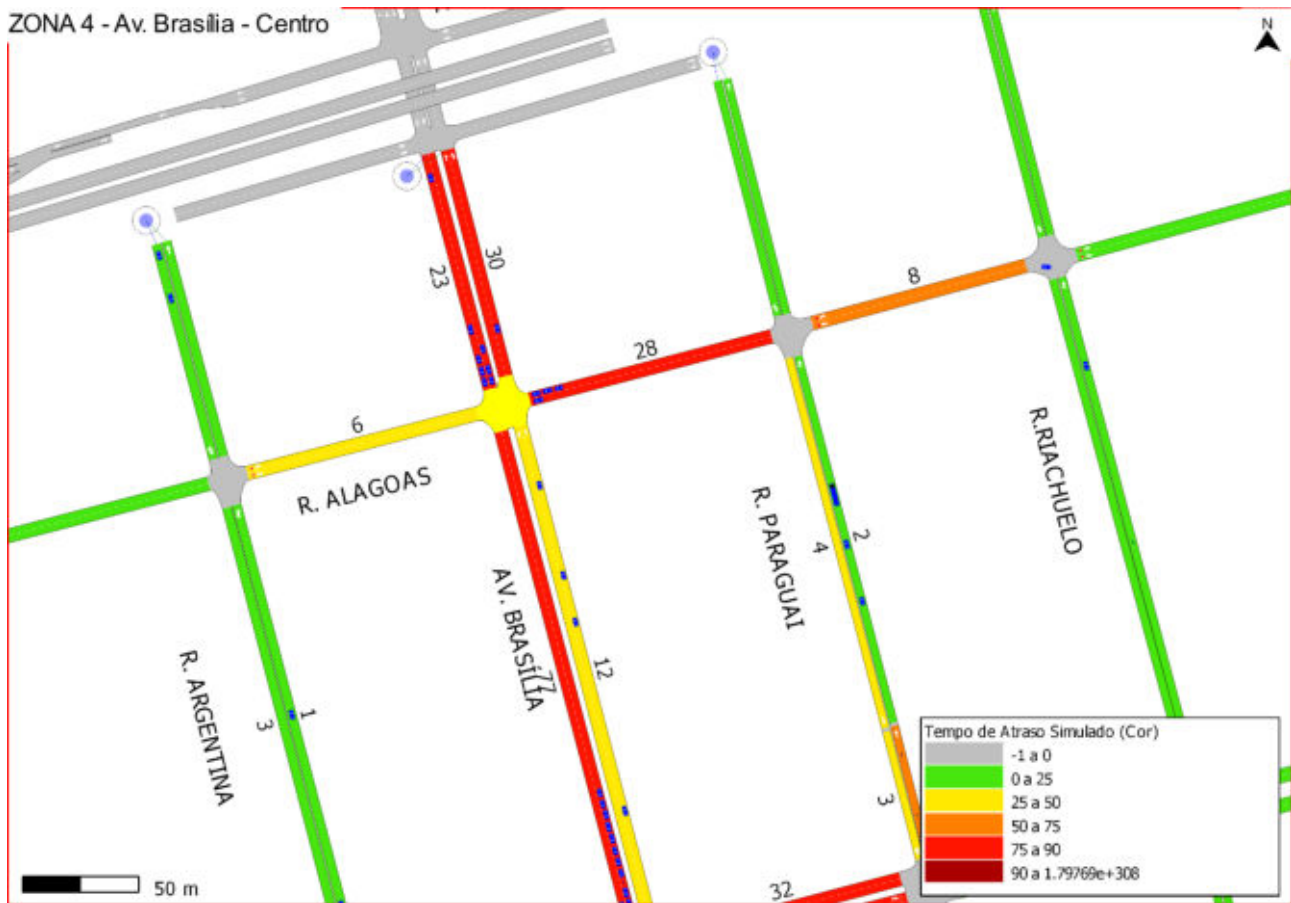 ZONA 4 - Av. Brasília - Centro
N
23
30
28
8
6
R. ALAGOAS
R. ARGENTINA
3
1
AV. BRASÍLIA
77
12
R. PARAGUAI
4
2
3
R.RIACHUELO
32
50 m
Tempo de Atraso Simulado (Cor)
-1 a 0
0 a 25
25 a 50
50 a 75
75 a 90
90 a 1.79769e+308